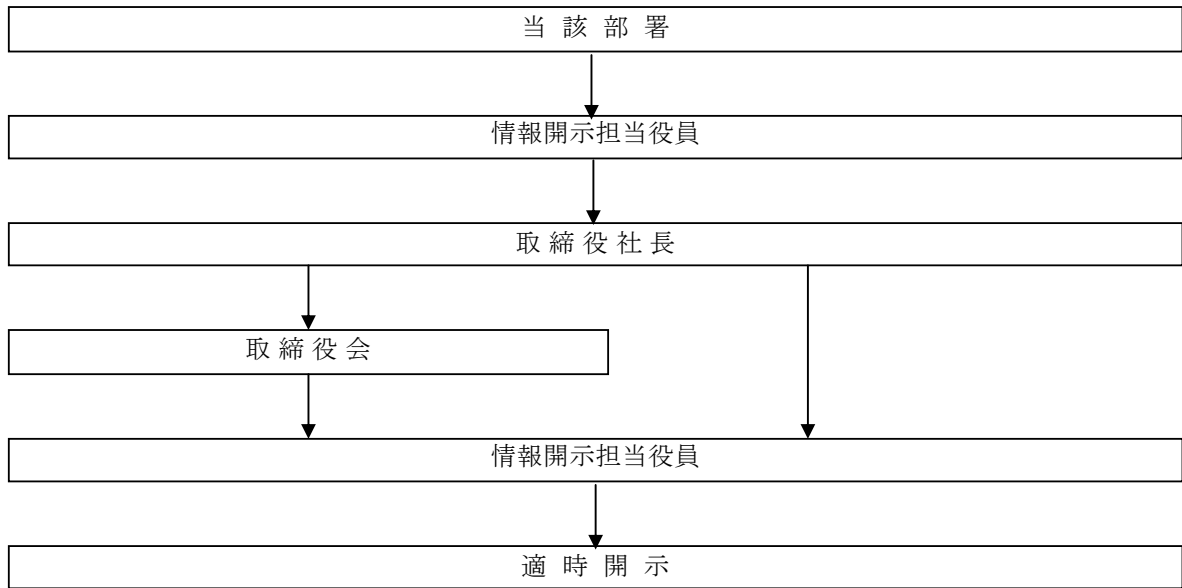 当該部署
情報開示担当役員
取締役社長
取締役会
情報開示担当役員
適時開示